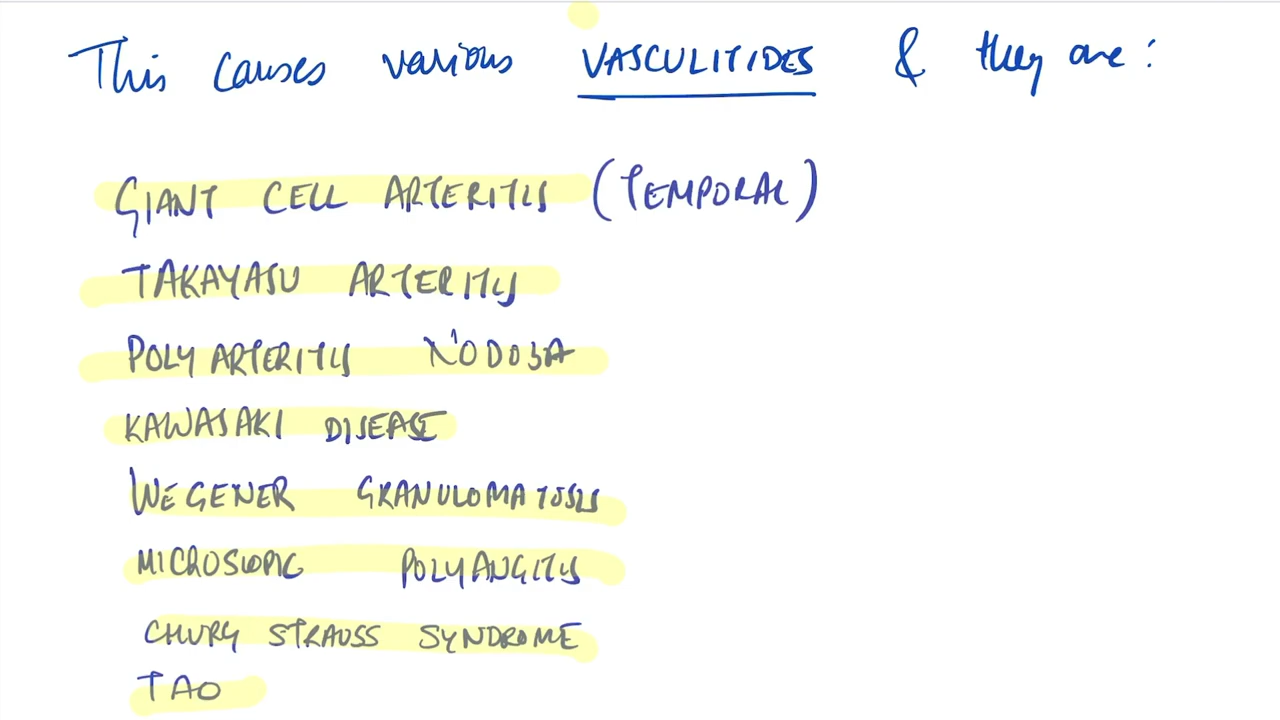 This causes various VASCULITIDES & they are:
GIANT CELL ARTERITIS (TEMPORAL)
TAKAYASU ARTERITIS
POLYARTERITIS NODOSA
KAWASAKI DISEASE
WEGENER GRANULOMATOSIS
MICROSCOPIC POLYANGITIS
CHURG STRAUSS SYNDROME
TAO